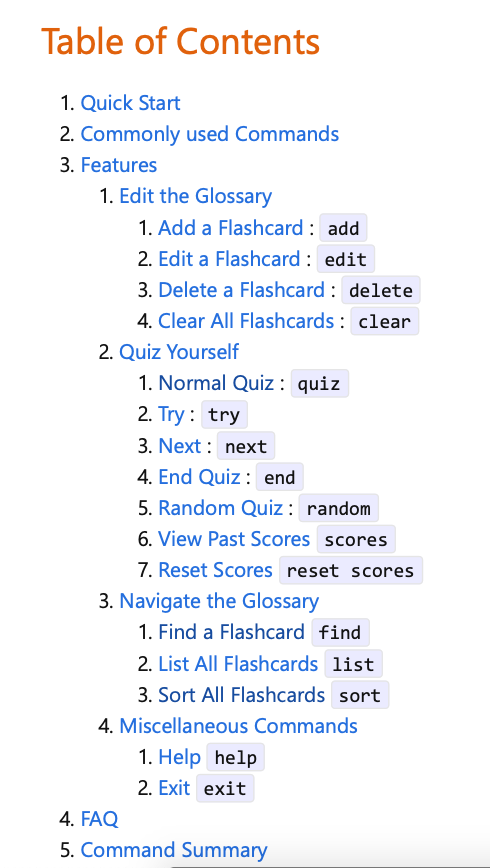 Table of Contents
1. Quick Start
2. Commonly used Commands
3. Features
1. Edit the Glossary
1. Add a Flashcard : add
2. Edit a Flashcard : edit
3. Delete a Flashcard : delete
4. Clear All Flashcards : clear
2. Quiz Yourself
1. Normal Quiz : quiz
2. Try : try
3. Next : next
4. End Quiz : end
5. Random Quiz : random
6. View Past Scores scores
7. Reset Scores reset scores
3. Navigate the Glossary
1. Find a Flashcard find
2. List All Flashcards list
3. Sort All Flashcards sort
4. Miscellaneous Commands
1. Help help
2. Exit exit
4. FAQ
5. Command Summary